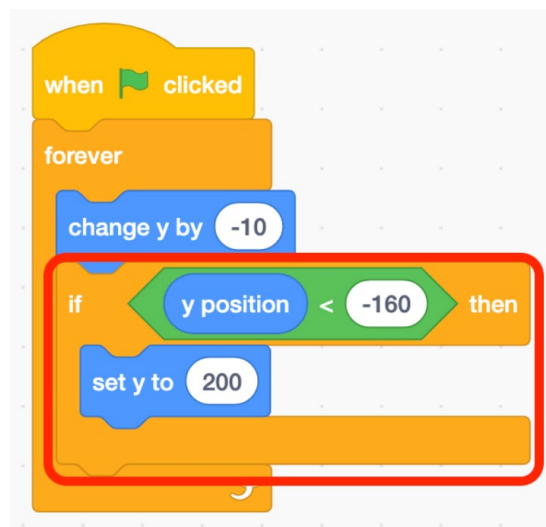 when clicked
forever
change y by -10
if y position < -160 then
set y to 200